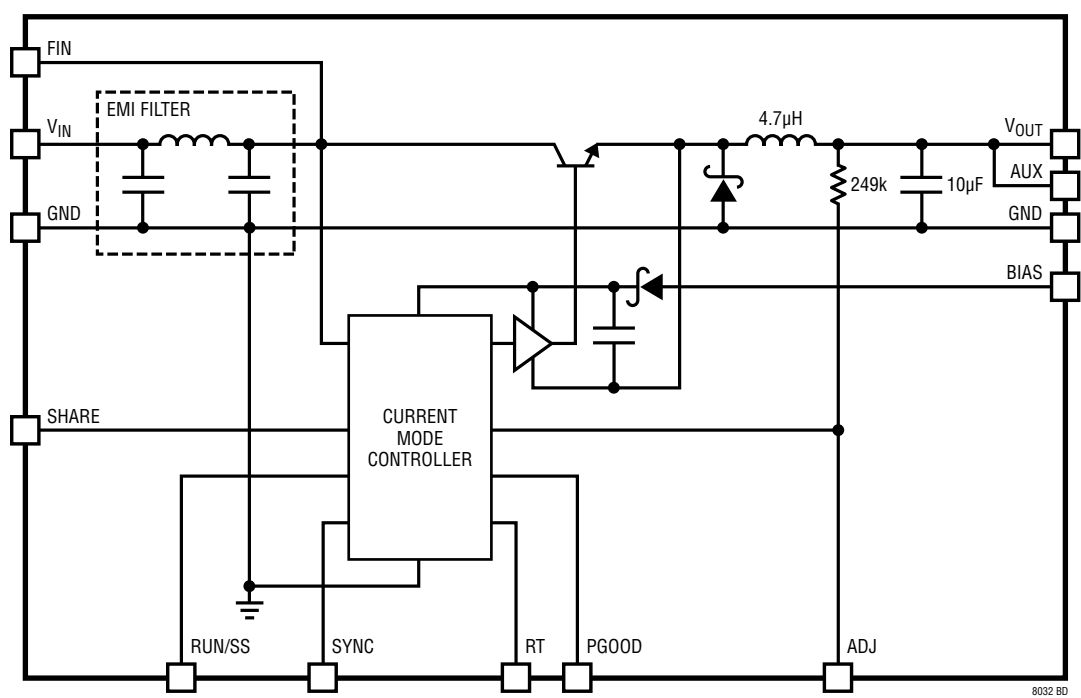 FIN
EMI FILTER
VIN
4.7µH
VOUT
AUX
249k
10µF
GND
GND
BIAS
SHARE
CURRENT
MODE
CONTROLLER
RUN/SS
SYNC
RT
PGOOD
ADJ
8032 BD